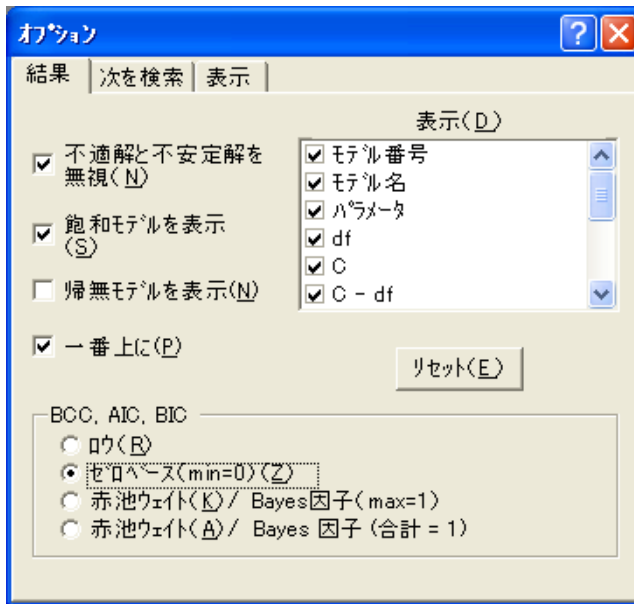 ｵﾌﾟｼｮﾝ
結果 次を検索 表示
不適解と不安定解を
無視(N)
飽和ﾓﾃﾞﾙを表示
(S)
帰無ﾓﾃﾞﾙを表示(N)
一番上に(P)
表示(D)
ﾓﾃﾞﾙ番号
ﾓﾃﾞﾙ名
ﾊﾟﾗﾒｰﾀ
df
C
C - df
ﾘｾｯﾄ(E)
BCC, AIC, BIC
ﾛｳ(R)
ｾﾞﾛﾍﾞｰｽ(min=0)(Z)
赤池ｳｪｲﾄ(K)/ Bayes因子(max=1)
赤池ｳｪｲﾄ(A)/ Bayes 因子 (合計 = 1)